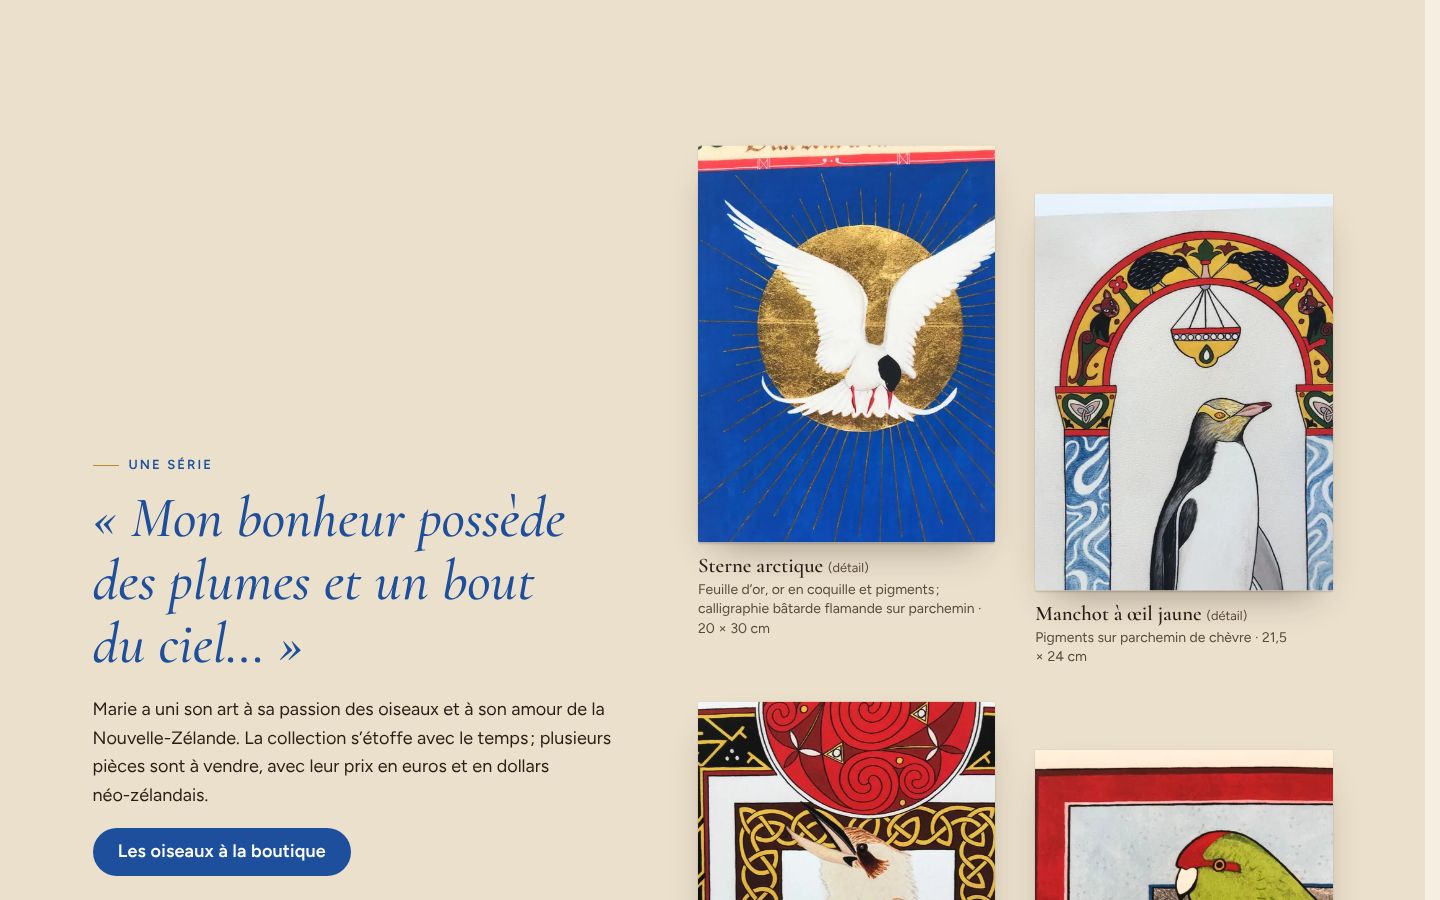 UNE SÉRIE
« Mon bonheur possède
des plumes et un bout
du ciel… »
Marie a uni son art à sa passion des oiseaux et à son amour de la
Nouvelle-Zélande. La collection s’étoffe avec le temps ; plusieurs
pièces sont à vendre, avec leur prix en euros et en dollars
néo-zélandais.
Les oiseaux à la boutique
Sterne arctique (détail)
Feuille d’or, or en coquille et pigments ;
calligraphie bâtarde flamande sur parchemin ·
20 × 30 cm
Manchot à œil jaune (détail)
Pigments sur parchemin de chèvre · 21,5
× 24 cm